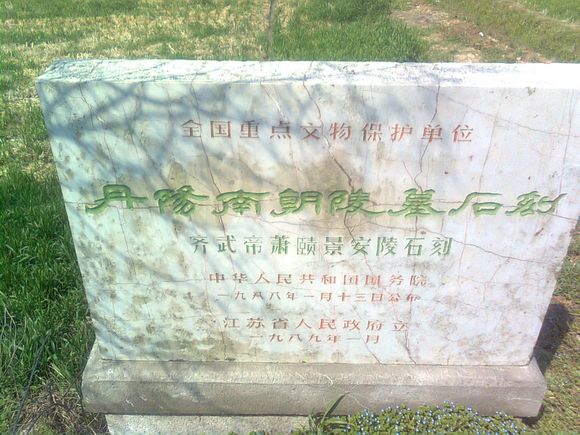 全国重点文物保护单位
丹陽南朝陵墓石刻
齐武帝萧赜景安陵石刻
中华人民共和国国务院
一九八八年一月十三日公布
江苏省人民政府立
一九八九年一月